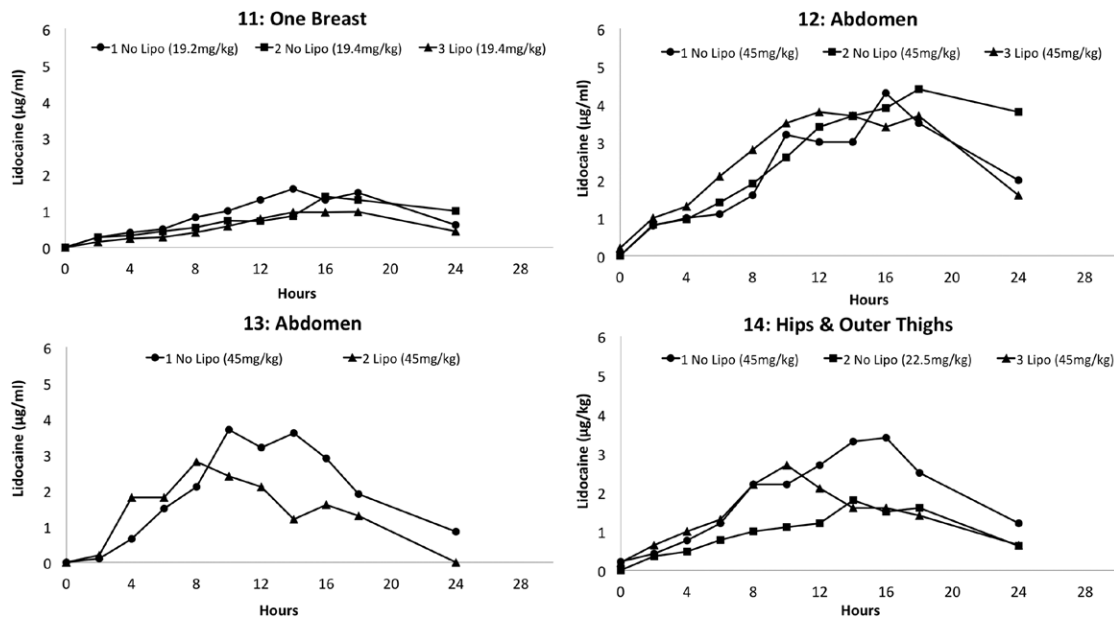 11: One Breast
1 No Lipo (19.2mg/kg) 2 No Lipo (19.4mg/kg) 3 No Lipo (19.4mg/kg)
Lidocaine (µg/ml)
6
5
4
3
2
1
0
0 4 8 12 16 20 24 28
Hours
12: Abdomen
1 No Lipo (45mg/kg) 2 No Lipo (45mg/kg) 3 No Lipo (45mg/kg)
Lidocaine (µg/ml)
6
5
4
3
2
1
0
0 4 8 12 16 20 24 28
Hours
13: Abdomen
1 No Lipo (45mg/kg) 2 Lipo (45mg/kg)
Lidocaine (µg/ml)
6
5
4
3
2
1
0
0 4 8 12 16 20 24 28
Hours
14: Hips & Outer Thighs
1 No Lipo (45mg/kg) 2 No Lipo (22.5mg/kg) 3 Lipo (45mg/kg)
Lidocaine (µg/kg)
6
5
4
3
2
1
0
0 4 8 12 16 20 24 28
Hours